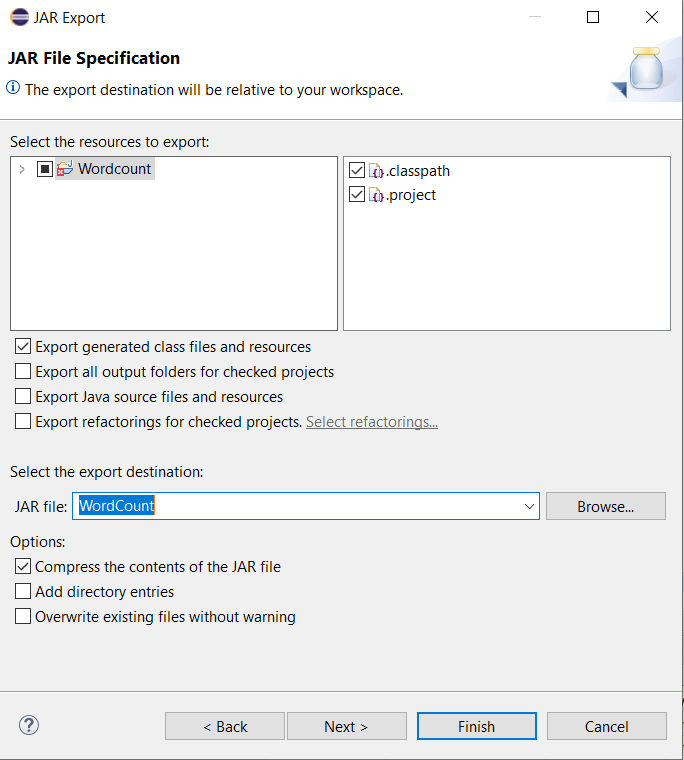 JAR Export
JAR File Specification
The export destination will be relative to your workspace.
Select the resources to export:
Wordcount
.classpath
.project
Export generated class files and resources
Export all output folders for checked projects
Export Java source files and resources
Export refactorings for checked projects. Select refactorings...
Select the export destination:
JAR file: WordCount Browse...
Options:
Compress the contents of the JAR file
Add directory entries
Overwrite existing files without warning
< Back Next > Finish Cancel